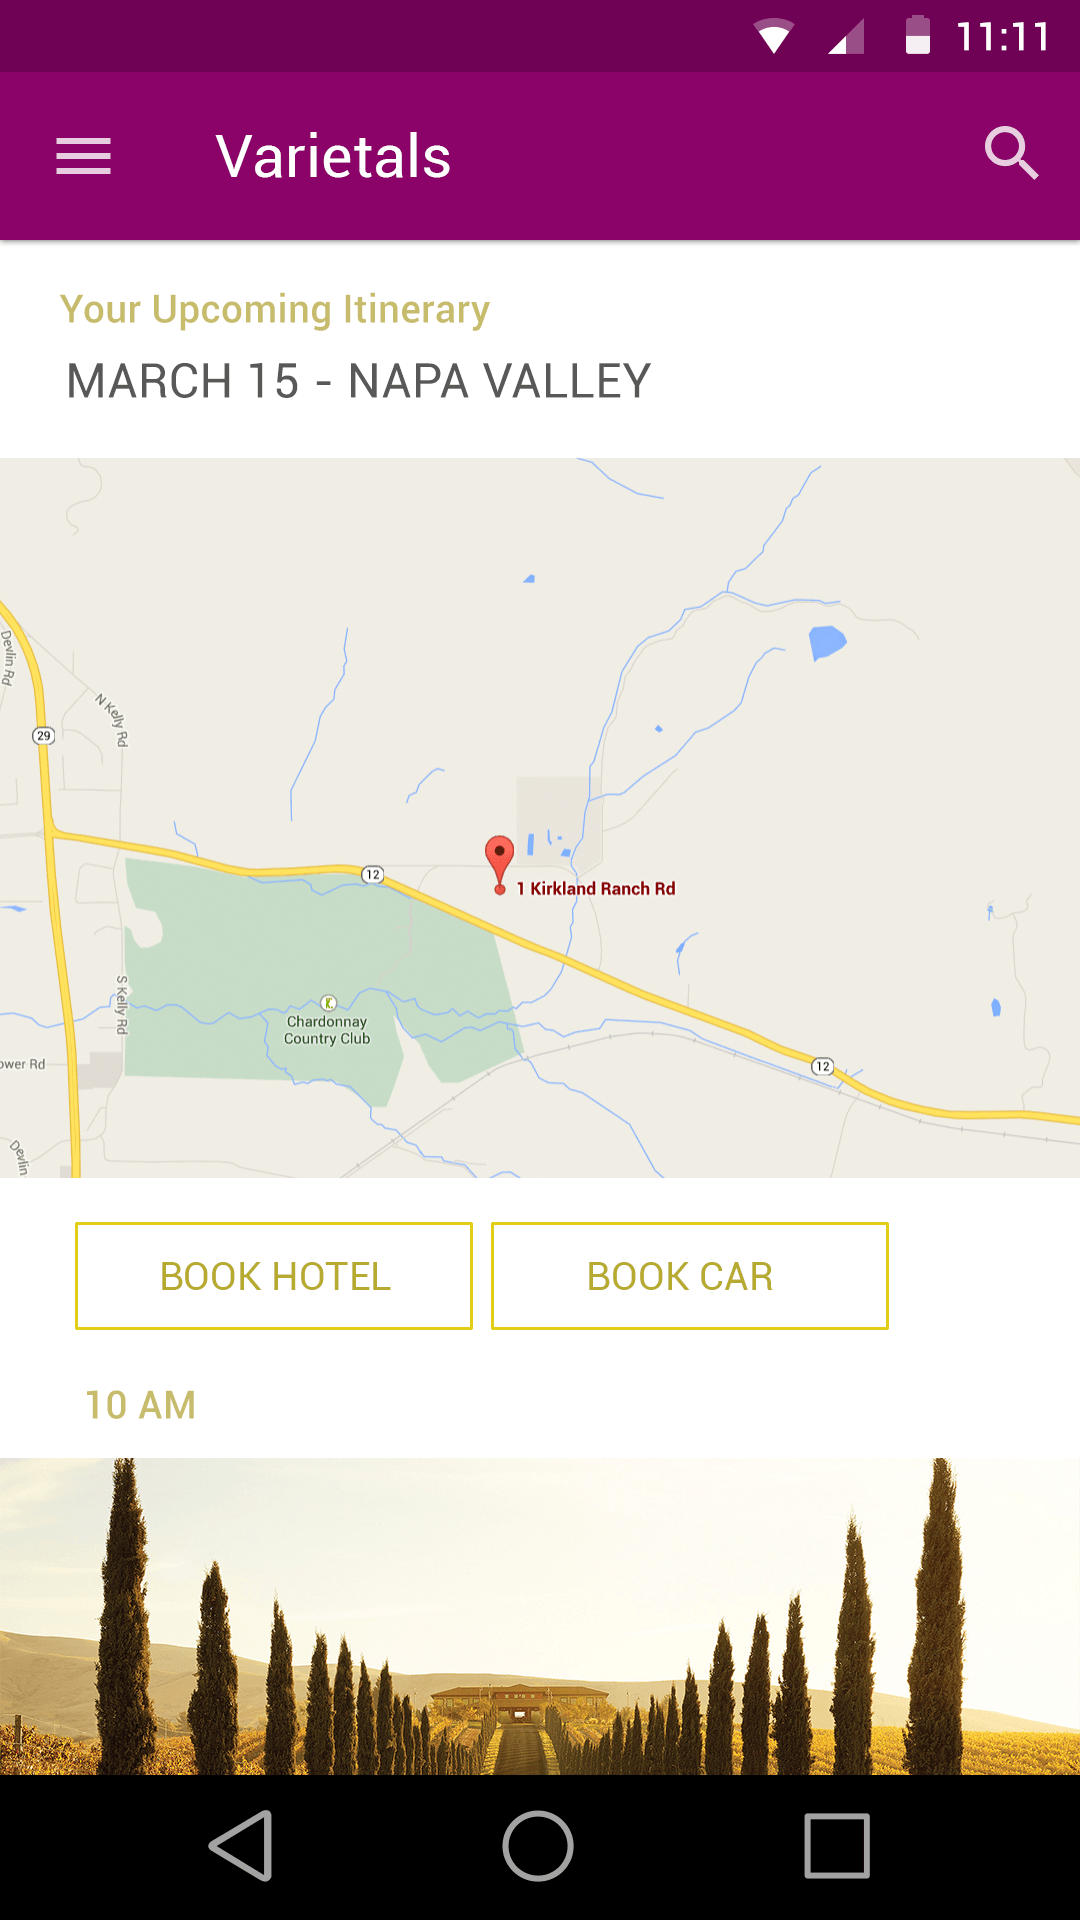 11:11
Varietals
Your Upcoming Itinerary
MARCH 15 - NAPA VALLEY
Devlin Rd
N Kelly Rd
29
12
1 Kirkland Ranch Rd
S Kelly Rd
K
Chardonnay
Country Club
ower Rd
12
Devlin
BOOK HOTEL
BOOK CAR
10 AM